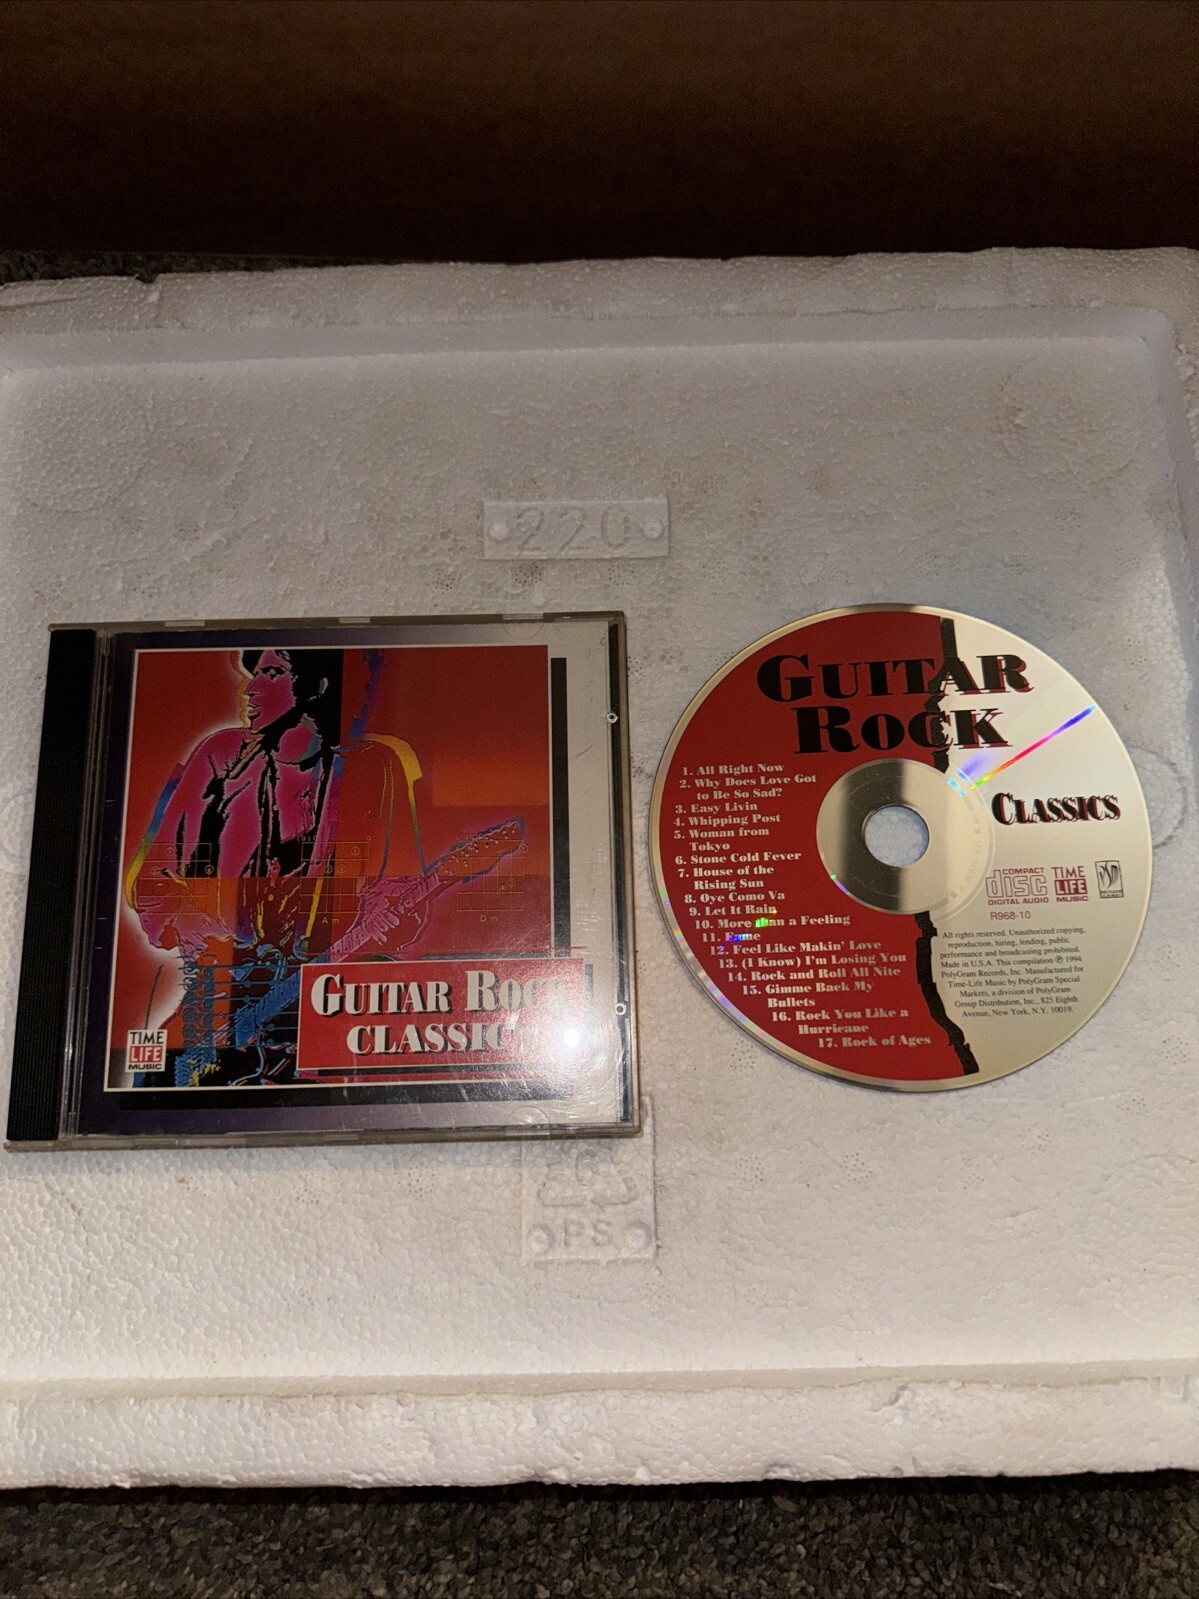 220
TIME
LIFE
MUSIC
Am
Dm
GUITAR ROCK
CLASSICS
PS
GUITAR
ROCK
CLASSICS
1. All Right Now
2. Why Does Love Got
to Be So Sad?
3. Easy Livin
4. Whipping Post
5. Woman from
Tokyo
6. Stone Cold Fever
7. House of the
Rising Sun
8. Oye Como Va
9. Let It Rain
10. More than a Feeling
11. Fame
12. Feel Like Makin' Love
13. (I Know) I'm Losing You
14. Rock and Roll All Nite
15. Gimme Back My
Bullets
16. Rock You Like a
Hurricane
17. Rock of Ages
COMPACT
disc
DIGITAL AUDIO
TIME
LIFE
MUSIC
R968-10
All rights reserved. Unauthorized copying,
reproduction, hiring, lending, public
performance and broadcasting prohibited.
Made in U.S.A. This compilation ℗ 1994
PolyGram Records, Inc. Manufactured for
Time-Life Music by PolyGram Special
Markets, a division of PolyGram
Group Distribution, Inc., 825 Eighth
Avenue, New York, N.Y. 10019.